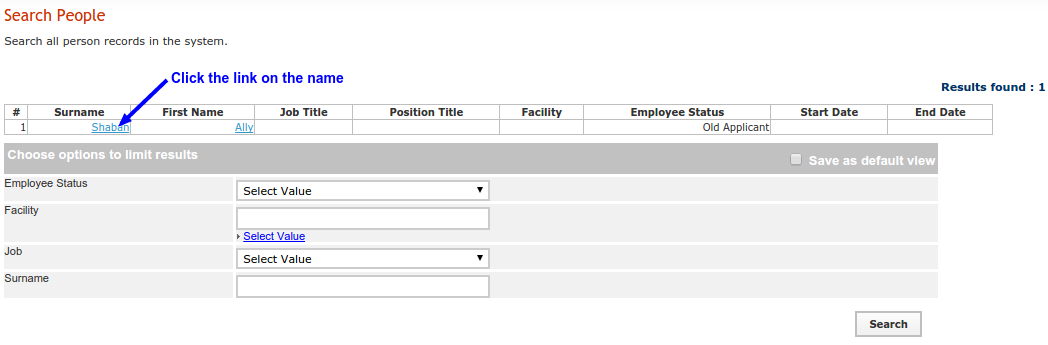 Search People
Search all person records in the system.
Click the link on the name
Results found : 1
# Surname First Name Job Title Position Title Facility Employee Status Start Date End Date
1 Shaban Ally Old Applicant
Choose options to limit results Save as default view
Employee Status Select Value
Facility
Select Value
Job Select Value
Surname
Search